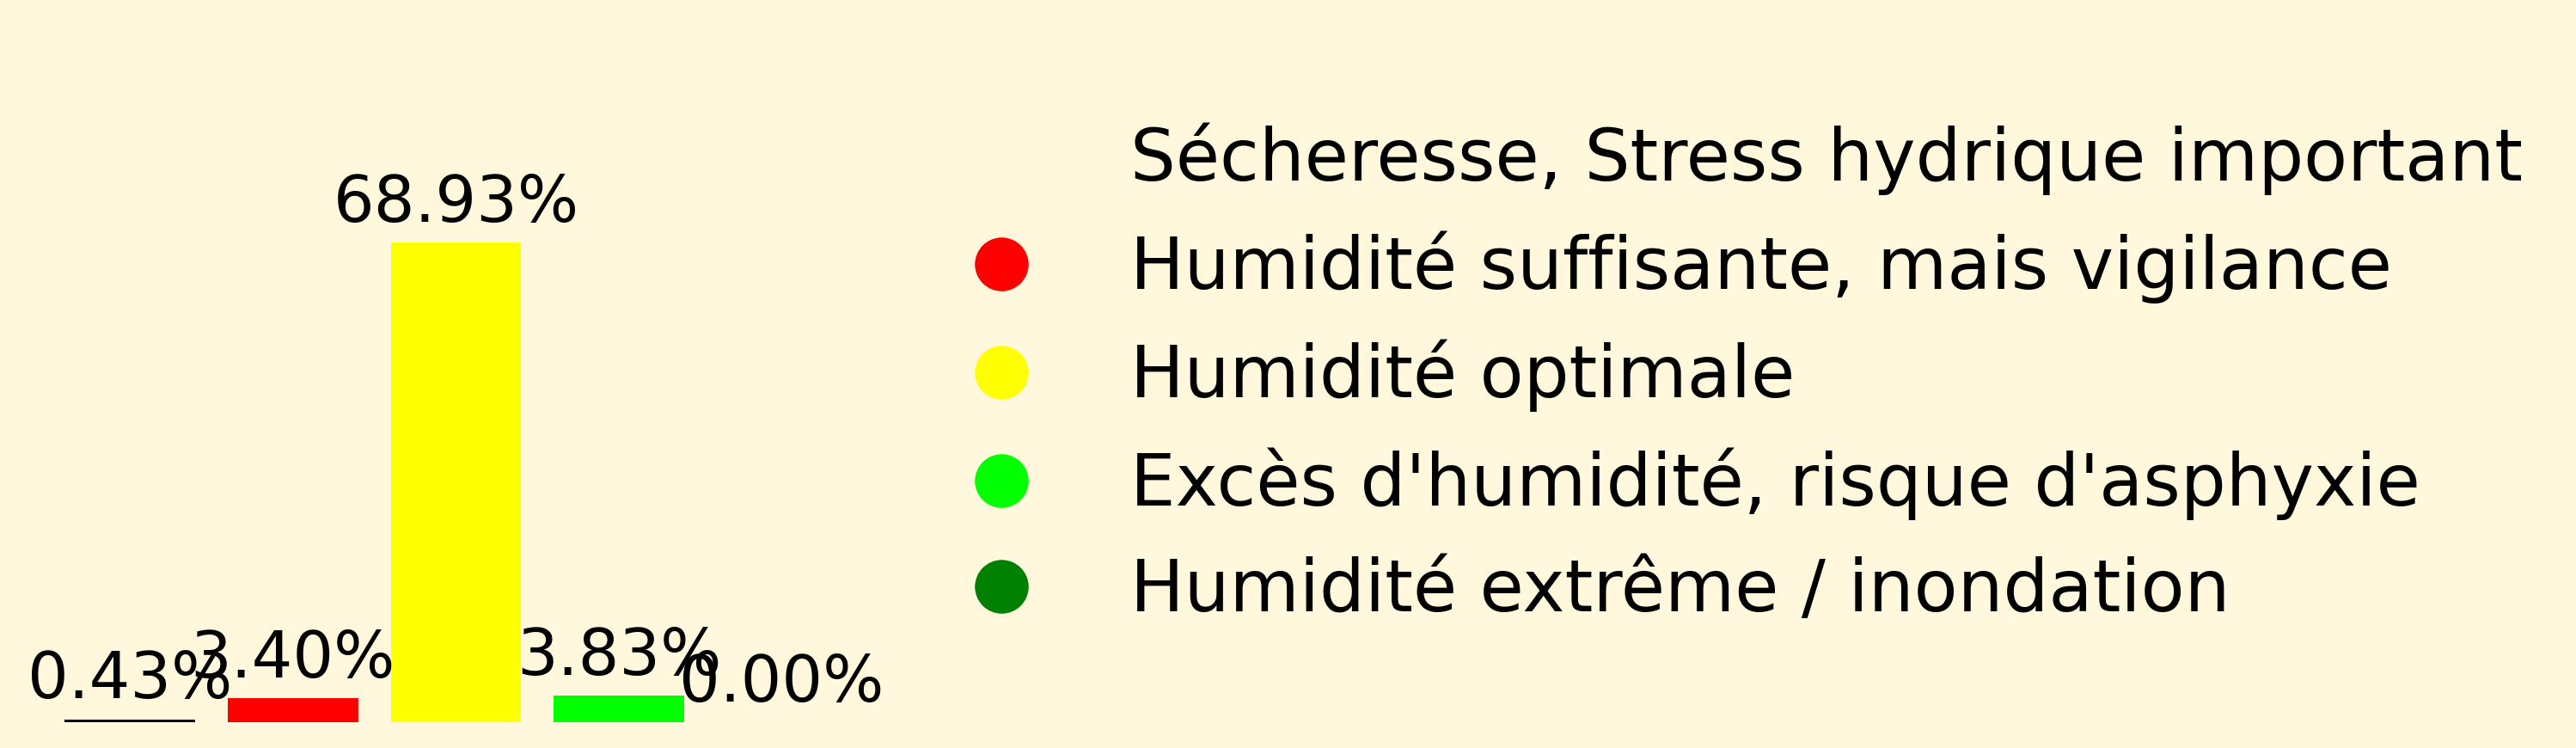 68.93%
0.43%
3.40%
3.83%
0.00%
Sécheresse, Stress hydrique important
Humidité suffisante, mais vigilance
Humidité optimale
Excès d'humidité, risque d'asphyxie
Humidité extrême / inondation